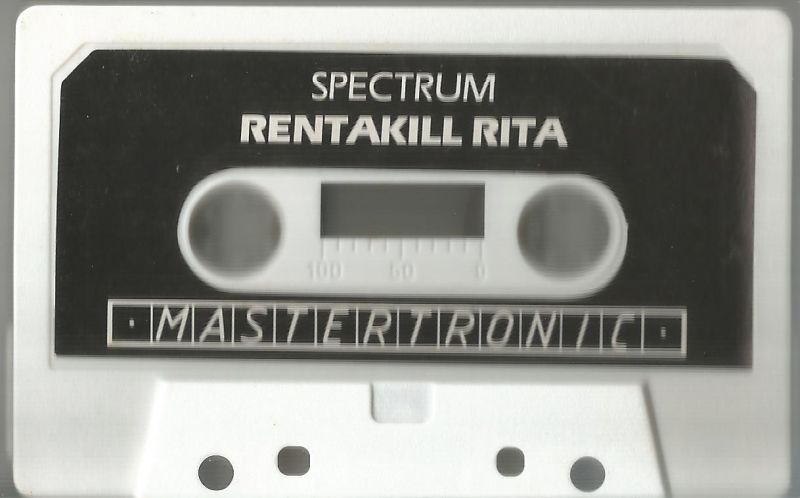 SPECTRUM
RENTAKILL RITA
100 50 0
MASTERTRONIC